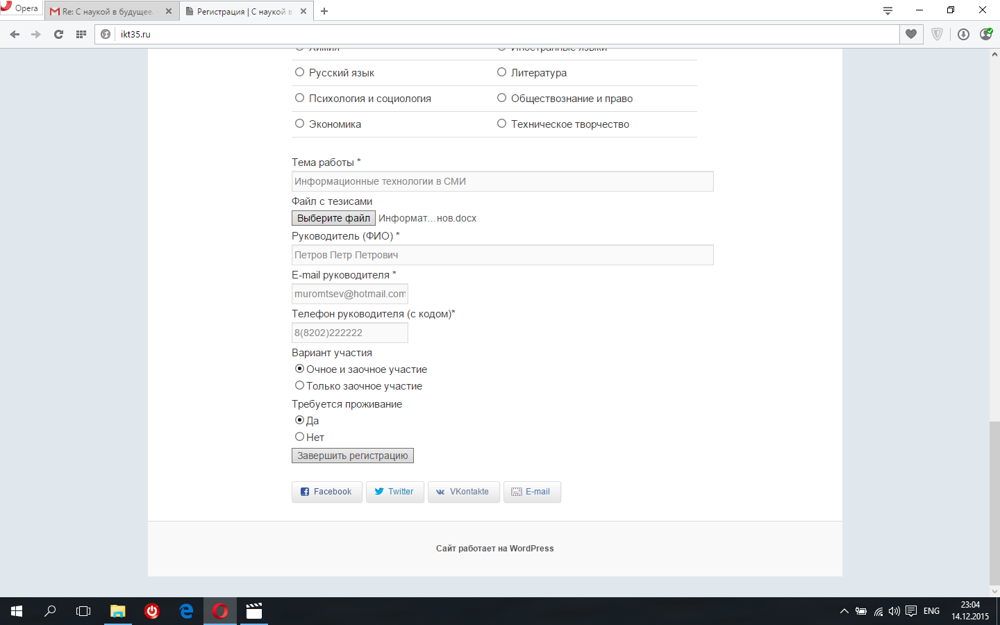 Opera
Re: С наукой в будущее.
Регистрация | С наукой в
ikt35.ru
Химия
Иностранные языки
Русский язык
Литература
Психология и социология
Обществознание и право
Экономика
Техническое творчество
Тема работы *
Информационные технологии в СМИ
Файл с тезисами
Выберите файл Информат...нов.docx
Руководитель (ФИО) *
Петров Петр Петрович
E-mail руководителя *
muromtsev@hotmail.com
Телефон руководителя (с кодом)*
8(8202)222222
Вариант участия
Очное и заочное участие
Только заочное участие
Требуется проживание
Да
Нет
Завершить регистрацию
Facebook Twitter VKontakte E-mail
Сайт работает на WordPress
ENG
23:04
14.12.2015